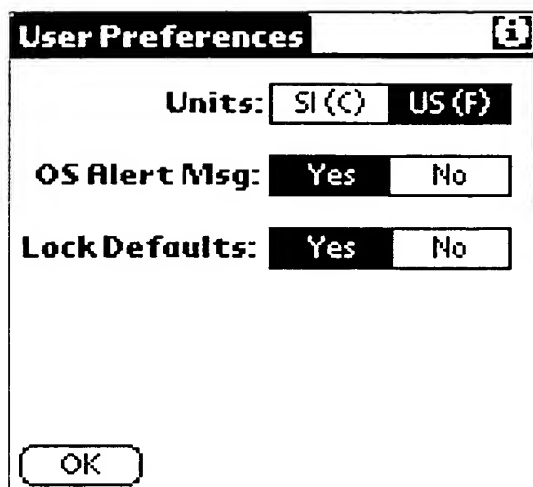 User Preferences i
Units: SI (C) US (F)
OS Alert Msg: Yes No
Lock Defaults: Yes No
OK